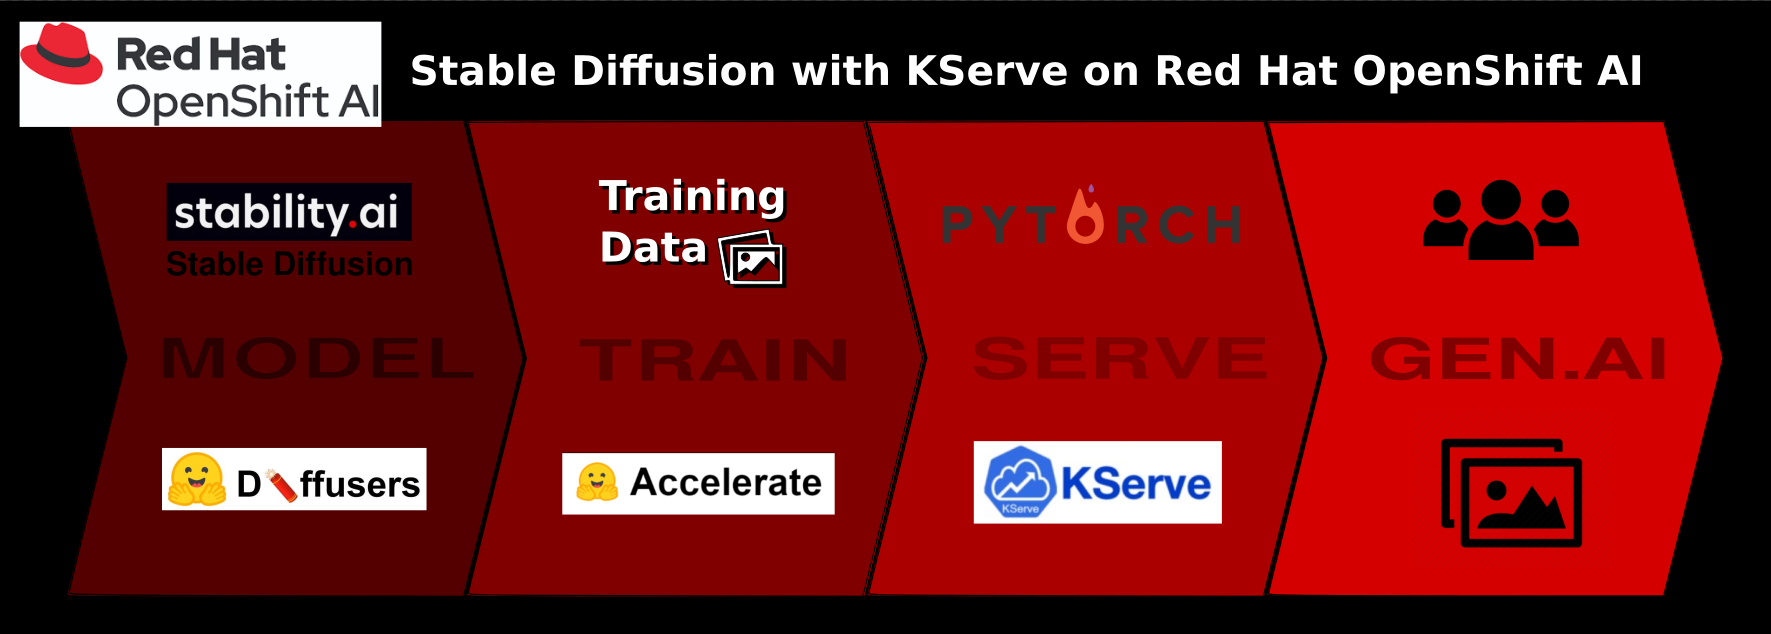 Red Hat
OpenShift AI
Stable Diffusion with KServe on Red Hat OpenShift AI
stability.ai
Stable Diffusion
Training
Data
PYTORCH
MODEL
TRAIN
SERVE
GEN.AI
D🧨ffusers
Accelerate
KServe
KServe